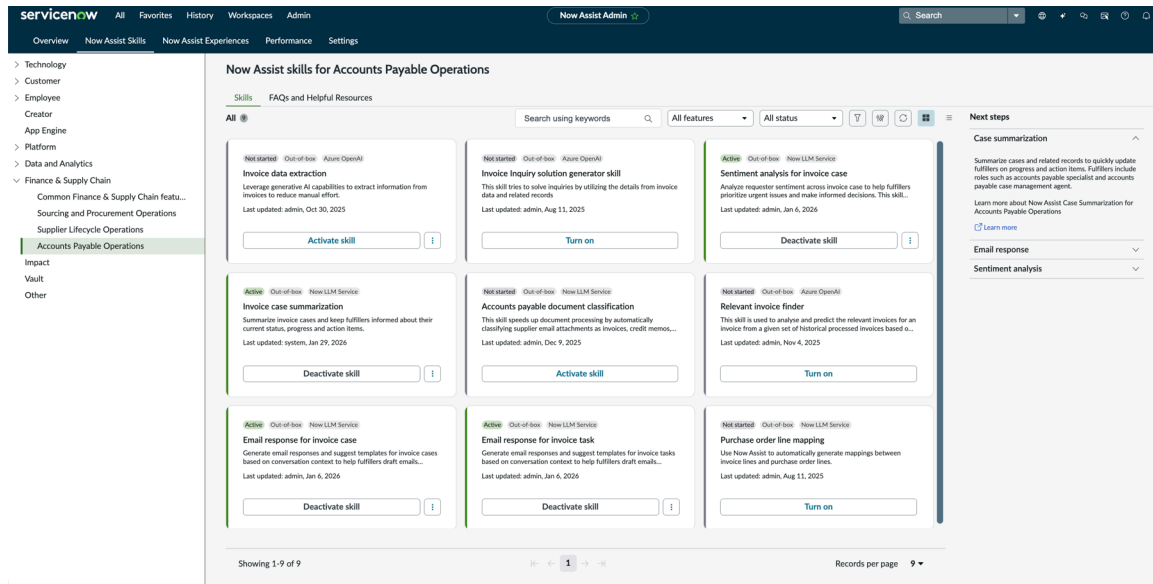 servicenow All Favorites History Workspaces Admin Now Assist Admin Search
Overview Now Assist Skills Now Assist Experiences Performance Settings
Technology
Customer
Employee
Creator
App Engine
Platform
Data and Analytics
Finance & Supply Chain
Common Finance & Supply Chain featu...
Sourcing and Procurement Operations
Supplier Lifecycle Operations
Accounts Payable Operations
Impact
Vault
Other
Now Assist skills for Accounts Payable Operations
Skills FAQs and Helpful Resources
All 9
Search using keywords All features All status
Not started Out-of-box Azure OpenAI
Invoice data extraction
Leverage generative AI capabilities to extract information from
invoices to reduce manual effort.
Last updated: admin, Oct 30, 2025
Activate skill
Not started Out-of-box Azure OpenAI
Invoice Inquiry solution generator skill
This skill tries to solve inquiries by utilizing the details from invoice
data and related records
Last updated: admin, Aug 11, 2025
Turn on
Active Out-of-box Now LLM Service
Sentiment analysis for invoice case
Analyze requester sentiment across invoice case to help fulfillers
prioritize urgent issues and make informed decisions. This skill...
Last updated: admin, Jan 6, 2026
Deactivate skill
Active Out-of-box Now LLM Service
Invoice case summarization
Summarize invoice cases and keep fulfillers informed about their
current status, progress and action items.
Last updated: system, Jan 29, 2026
Deactivate skill
Not started Out-of-box Now LLM Service
Accounts payable document classification
This skill speeds up document processing by automatically
classifying supplier email attachments as invoices, credit memos,...
Last updated: admin, Dec 9, 2025
Activate skill
Not started Out-of-box Azure OpenAI
Relevant invoice finder
This skill is used to analyse and predict the relevant invoices for an
invoice from a given set of historical processed invoices based o...
Last updated: admin, Nov 4, 2025
Turn on
Active Out-of-box Now LLM Service
Email response for invoice case
Generate email responses and suggest templates for invoice cases
based on conversation context to help fulfillers draft emails...
Last updated: admin, Jan 6, 2026
Deactivate skill
Active Out-of-box Now LLM Service
Email response for invoice task
Generate email responses and suggest templates for invoice tasks
based on conversation context to help fulfillers draft emails...
Last updated: admin, Jan 6, 2026
Deactivate skill
Not started Out-of-box Now LLM Service
Purchase order line mapping
Use Now Assist to automatically generate mappings between
invoice lines and purchase order lines.
Last updated: admin, Aug 11, 2025
Turn on
Showing 1-9 of 9 1 Records per page 9
Next steps
Case summarization
Summarize cases and related records to quickly update
fulfillers on progress and action items. Fulfillers include
roles such as accounts payable specialist and accounts
payable case management agent.
Learn more about Now Assist Case Summarization for
Accounts Payable Operations
Learn more
Email response
Sentiment analysis